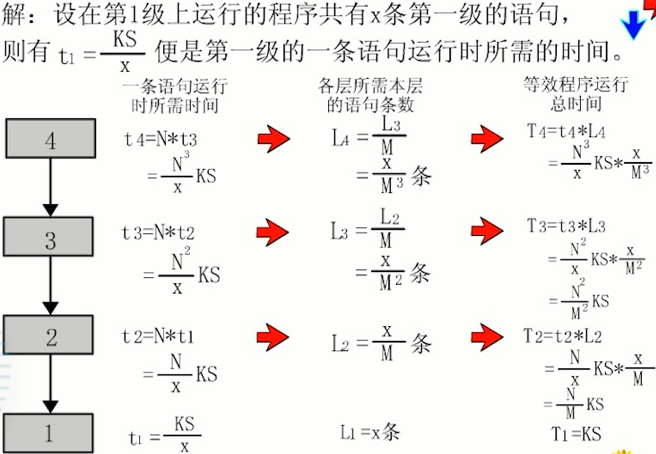 解：设在第1级上运行的程序共有x条第一级的语句，
则有 t₁ = KS/x 便是第一级的一条语句运行时所需的时间。
一条语句运行 各层所需本层 等效程序运行
时所需时间 的语句条数 总时间
4 t4=N*t3 L4 = L3/M T4=t4*L4
= N³/x KS = x/M³ 条 = N³/x KS* x/M³
3 t3=N*t2 L3 = L2/M T3=t3*L3
= N²/x KS = x/M² 条 = N²/x KS* x/M²
= N²/M² KS
2 t2=N*t1 L2 = x/M 条 T2=t2*L2
= N/x KS = N/x KS* x/M
= N/M KS
1 t₁ = KS/x L1=x条 T1=KS